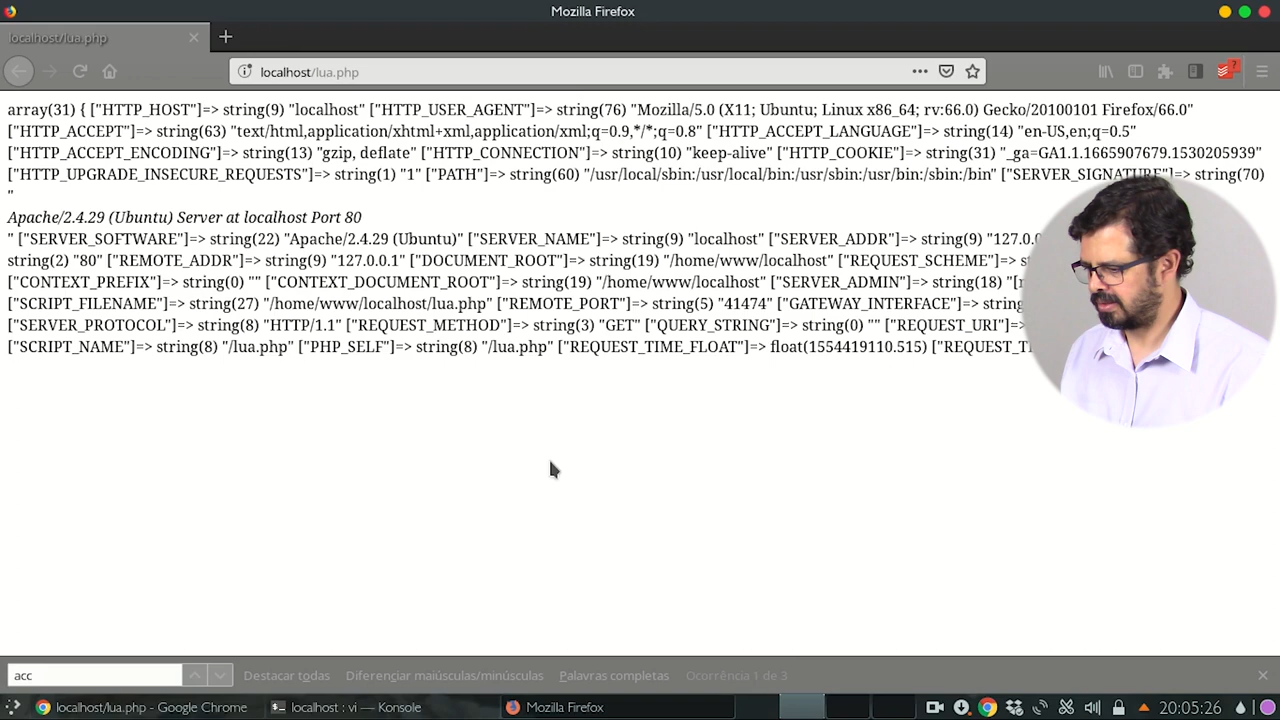 Mozilla Firefox
localhost/lua.php
localhost/lua.php
array(31) { ["HTTP_HOST"]=> string(9) "localhost" ["HTTP_USER_AGENT"]=> string(76) "Mozilla/5.0 (X11; Ubuntu; Linux x86_64; rv:66.0) Gecko/20100101 Firefox/66.0"
["HTTP_ACCEPT"]=> string(63) "text/html,application/xhtml+xml,application/xml;q=0.9,*/*;q=0.8" ["HTTP_ACCEPT_LANGUAGE"]=> string(14) "en-US,en;q=0.5"
["HTTP_ACCEPT_ENCODING"]=> string(13) "gzip, deflate" ["HTTP_CONNECTION"]=> string(10) "keep-alive" ["HTTP_COOKIE"]=> string(31) "_ga=GA1.1.1665907679.1530205939"
["HTTP_UPGRADE_INSECURE_REQUESTS"]=> string(1) "1" ["PATH"]=> string(60) "/usr/local/sbin:/usr/local/bin:/usr/sbin:/usr/bin:/sbin:/bin" ["SERVER_SIGNATURE"]=> string(70)
"
Apache/2.4.29 (Ubuntu) Server at localhost Port 80
" ["SERVER_SOFTWARE"]=> string(22) "Apache/2.4.29 (Ubuntu)" ["SERVER_NAME"]=> string(9) "localhost" ["SERVER_ADDR"]=> string(9) "127.0.
string(2) "80" ["REMOTE_ADDR"]=> string(9) "127.0.0.1" ["DOCUMENT_ROOT"]=> string(19) "/home/www/localhost" ["REQUEST_SCHEME"]=>
["CONTEXT_PREFIX"]=> string(0) "" ["CONTEXT_DOCUMENT_ROOT"]=> string(19) "/home/www/localhost" ["SERVER_ADMIN"]=> string(18)
["SCRIPT_FILENAME"]=> string(27) "/home/www/localhost/lua.php" ["REMOTE_PORT"]=> string(5) "41474" ["GATEWAY_INTERFACE"]=>
["SERVER_PROTOCOL"]=> string(8) "HTTP/1.1" ["REQUEST_METHOD"]=> string(3) "GET" ["QUERY_STRING"]=> string(0) "" ["REQUEST_URI"]=>
["SCRIPT_NAME"]=> string(8) "/lua.php" ["PHP_SELF"]=> string(8) "/lua.php" ["REQUEST_TIME_FLOAT"]=> float(1554419110.515)
acc Destacar todas Diferençiar maiúsculas/minúsculas Palavras completas Ocorrência 1 de 3
localhost/lua.php - Google Chrome localhost : vi — Konsole Mozilla Firefox 20:05:26